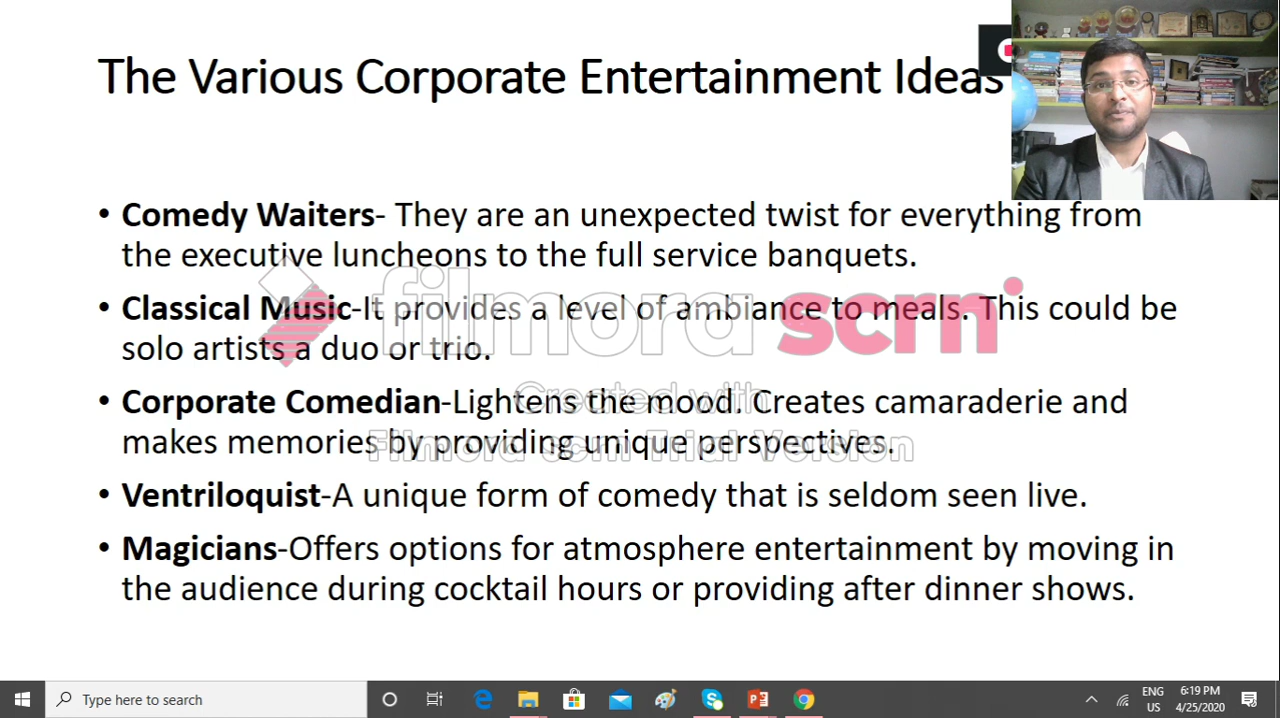 The Various Corporate Entertainment Ideas
• Comedy Waiters- They are an unexpected twist for everything from
the executive luncheons to the full service banquets.
• Classical Music-It provides a level of ambiance to meals. This could be
solo artists a duo or trio.
filmora scrn
• Corporate Comedian-Lightens the mood. Creates camaraderie and
Created with
makes memories by providing unique perspectives.
Filmora scrn Trial Version
• Ventriloquist-A unique form of comedy that is seldom seen live.
• Magicians-Offers options for atmosphere entertainment by moving in
the audience during cocktail hours or providing after dinner shows.
Type here to search
ENG
US
6:19 PM
4/25/2020